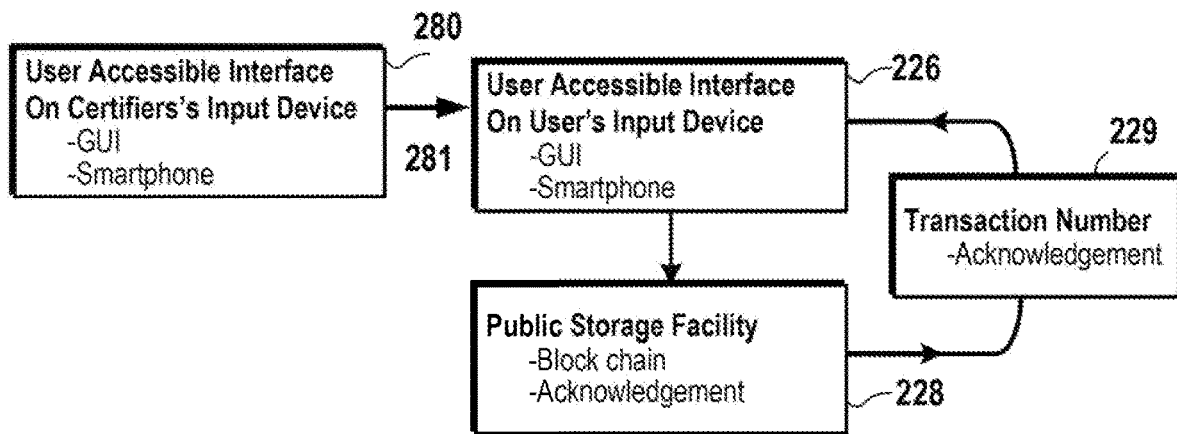 280
User Accessible Interface
On Certifiers's Input Device
-GUI
-Smartphone
281
226
User Accessible Interface
On User's Input Device
-GUI
-Smartphone
229
Transaction Number
-Acknowledgement
Public Storage Facility
-Block chain
-Acknowledgement
228